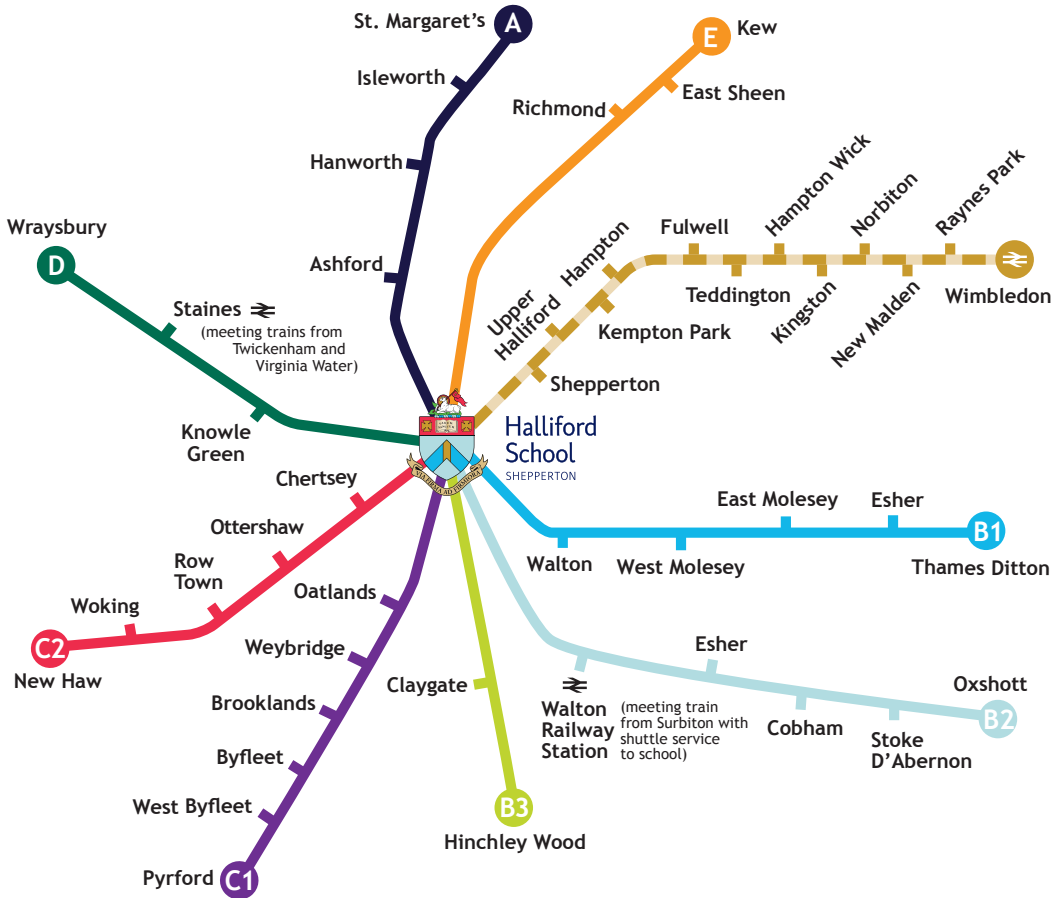 St. Margaret's
A
Isleworth
Hanworth
Ashford
E
Kew
East Sheen
Richmond
Wraysbury
D
Staines
(meeting trains from
Twickenham and
Virginia Water)
Knowle
Green
Upper
Halliford
Hampton
Fulwell
Hampton Wick
Norbiton
Raynes Park
Teddington
Kingston
New Malden
Wimbledon
Kempton Park
Shepperton
Halliford
School
SHEPPERTON
VIA FIRMA AD FIRMIORA
Chertsey
Ottershaw
Row
Town
Woking
C2
New Haw
Oatlands
Weybridge
Brooklands
Byfleet
West Byfleet
Pyrford
C1
Claygate
B3
Hinchley Wood
East Molesey
Esher
B1
Walton
West Molesey
Thames Ditton
Esher
Oxshott
B2
Walton
Railway
Station
(meeting train
from Surbiton with
shuttle service
to school)
Cobham
Stoke
D'Abernon